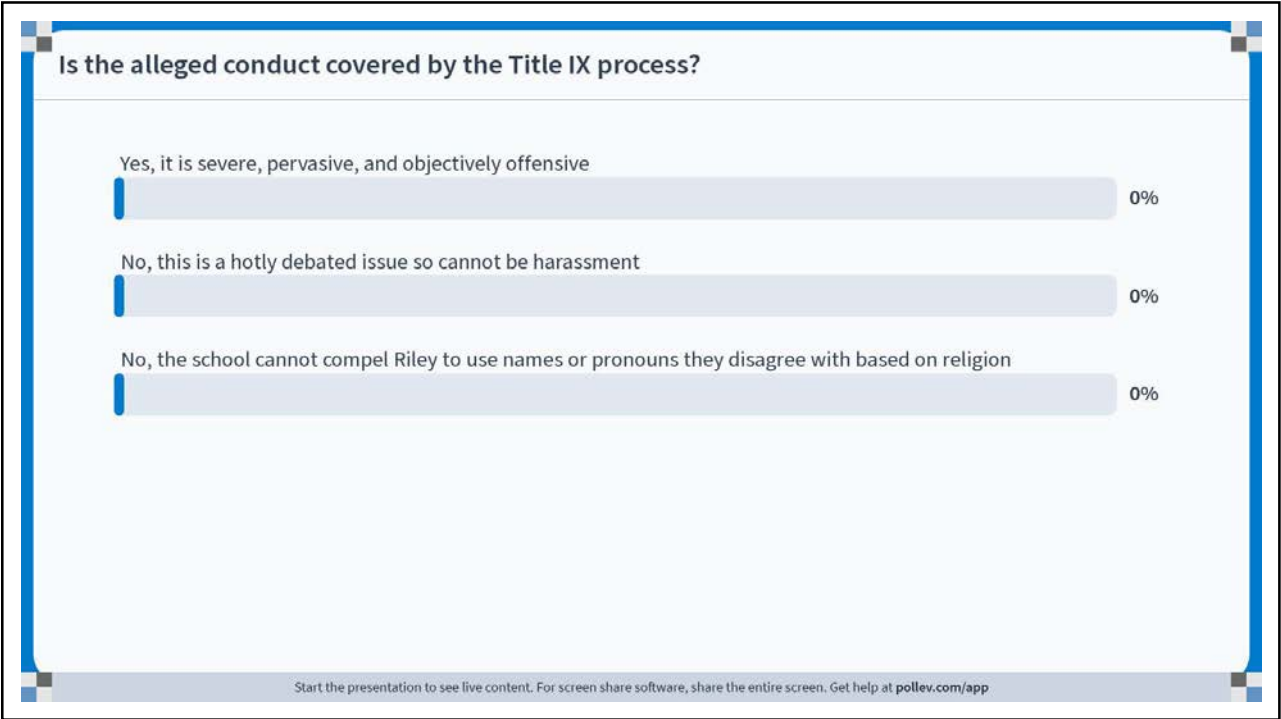 Is the alleged conduct covered by the Title IX process?
Yes, it is severe, pervasive, and objectively offensive
0%
No, this is a hotly debated issue so cannot be harassment
0%
No, the school cannot compel Riley to use names or pronouns they disagree with based on religion
0%
Start the presentation to see live content. For screen share software, share the entire screen. Get help at pollev.com/app